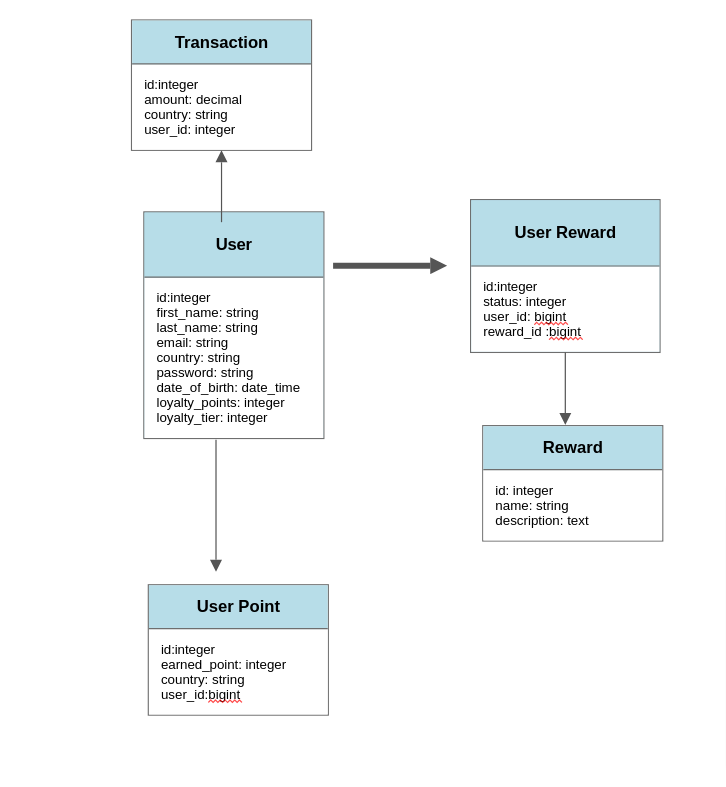 Transaction
id:integer
amount: decimal
country: string
user_id: integer
User
id:integer
first_name: string
last_name: string
email: string
country: string
password: string
date_of_birth: date_time
loyalty_points: integer
loyalty_tier: integer
User Reward
id:integer
status: integer
user_id: bigint
reward_id :bigint
Reward
id: integer
name: string
description: text
User Point
id:integer
earned_point: integer
country: string
user_id:bigint